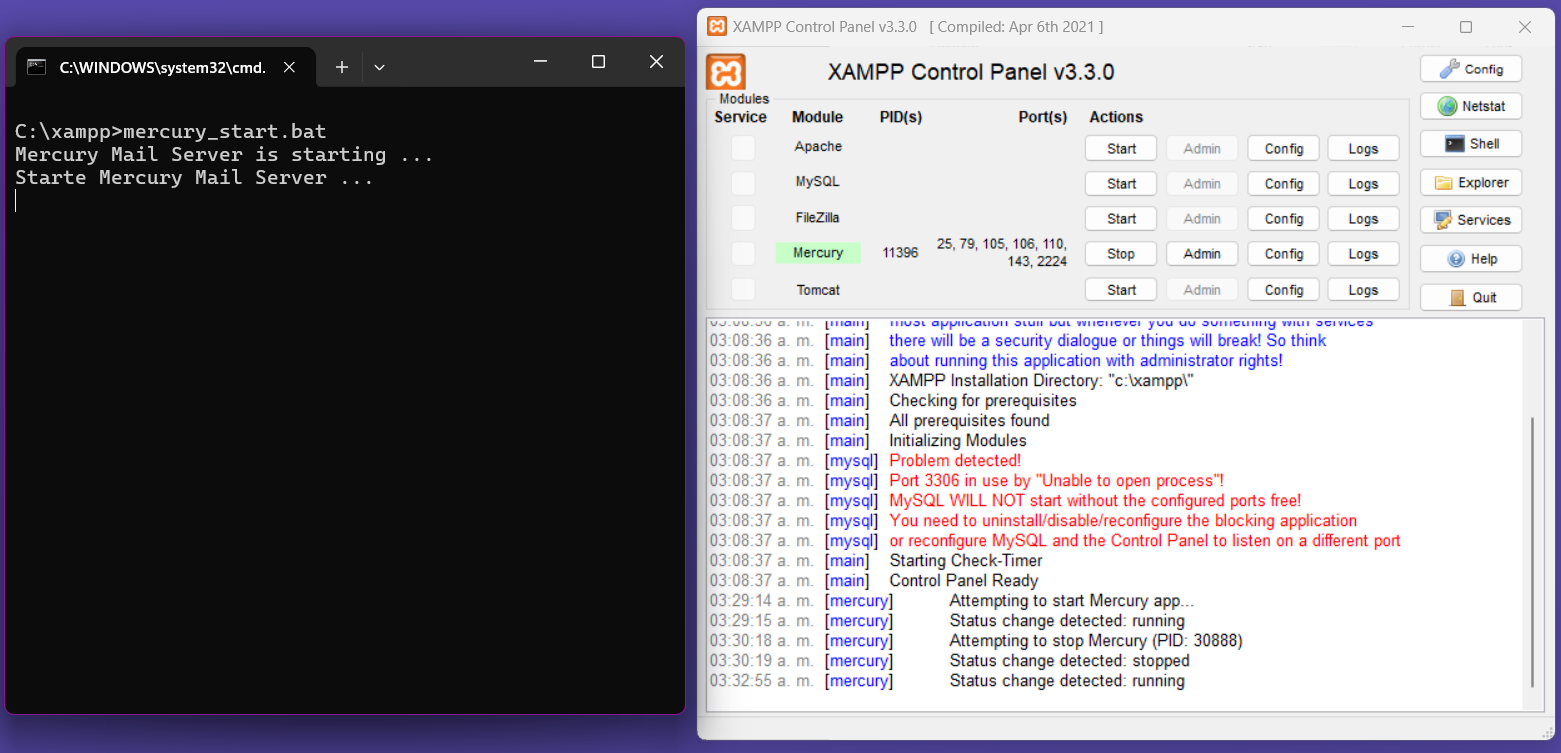 C:\WINDOWS\system32\cmd.
C:\xampp>mercury_start.bat
Mercury Mail Server is starting ...
Starte Mercury Mail Server ...
XAMPP Control Panel v3.3.0 [ Compiled: Apr 6th 2021 ]
XAMPP Control Panel v3.3.0
Config
Modules
Service Module PID(s) Port(s) Actions
Netstat
Apache Start Admin Config Logs
Shell
MySQL Start Admin Config Logs
Explorer
FileZilla Start Admin Config Logs
Services
Mercury 11396 25, 79, 105, 106, 110,
143, 2224 Stop Admin Config Logs
Help
Tomcat Start Admin Config Logs
Quit
03:08:36 a. m. [main] most application stuff but whenever you do something with services
03:08:36 a. m. [main] there will be a security dialogue or things will break! So think
03:08:36 a. m. [main] about running this application with administrator rights!
03:08:36 a. m. [main] XAMPP Installation Directory: "c:\xampp\"
03:08:36 a. m. [main] Checking for prerequisites
03:08:37 a. m. [main] All prerequisites found
03:08:37 a. m. [main] Initializing Modules
03:08:37 a. m. [mysql] Problem detected!
03:08:37 a. m. [mysql] Port 3306 in use by "Unable to open process"!
03:08:37 a. m. [mysql] MySQL WILL NOT start without the configured ports free!
03:08:37 a. m. [mysql] You need to uninstall/disable/reconfigure the blocking application
03:08:37 a. m. [mysql] or reconfigure MySQL and the Control Panel to listen on a different port
03:08:37 a. m. [main] Starting Check-Timer
03:08:37 a. m. [main] Control Panel Ready
03:29:14 a. m. [mercury] Attempting to start Mercury app...
03:29:15 a. m. [mercury] Status change detected: running
03:30:18 a. m. [mercury] Attempting to stop Mercury (PID: 30888)
03:30:19 a. m. [mercury] Status change detected: stopped
03:32:55 a. m. [mercury] Status change detected: running